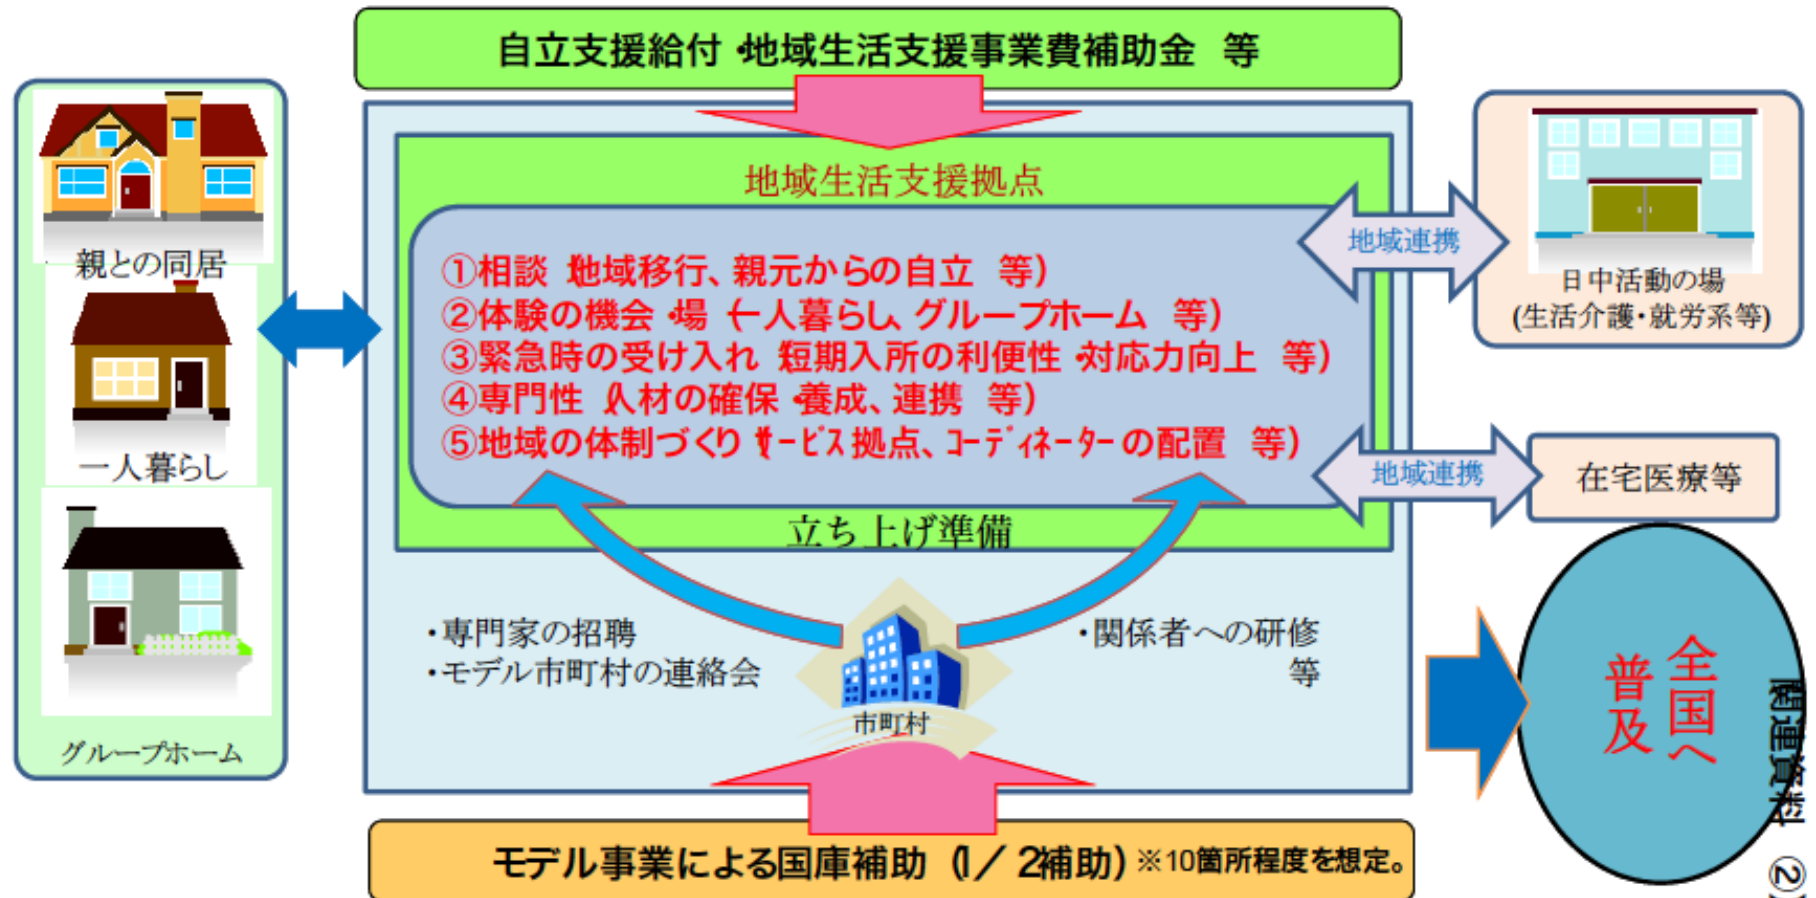 自立支援給付・地域生活支援事業費補助金 等
地域生活支援拠点
①相談(地域移行、親元からの自立 等)
②体験の機会・場(一人暮らし、グループホーム 等)
③緊急時の受け入れ(短期入所の利便性・対応力向上 等)
④専門性(人材の確保・養成、連携 等)
⑤地域の体制づくり(サービス拠点、コーディネーターの配置 等)
立ち上げ準備
親との同居
一人暮らし
グループホーム
地域連携
日中活動の場
(生活介護・就労系等)
地域連携
在宅医療等
・専門家の招聘
・モデル市町村の連絡会
・関係者への研修
等
市町村
全国へ
普及
モデル事業による国庫補助(1/2補助)※10箇所程度を想定。
関連資料 ②